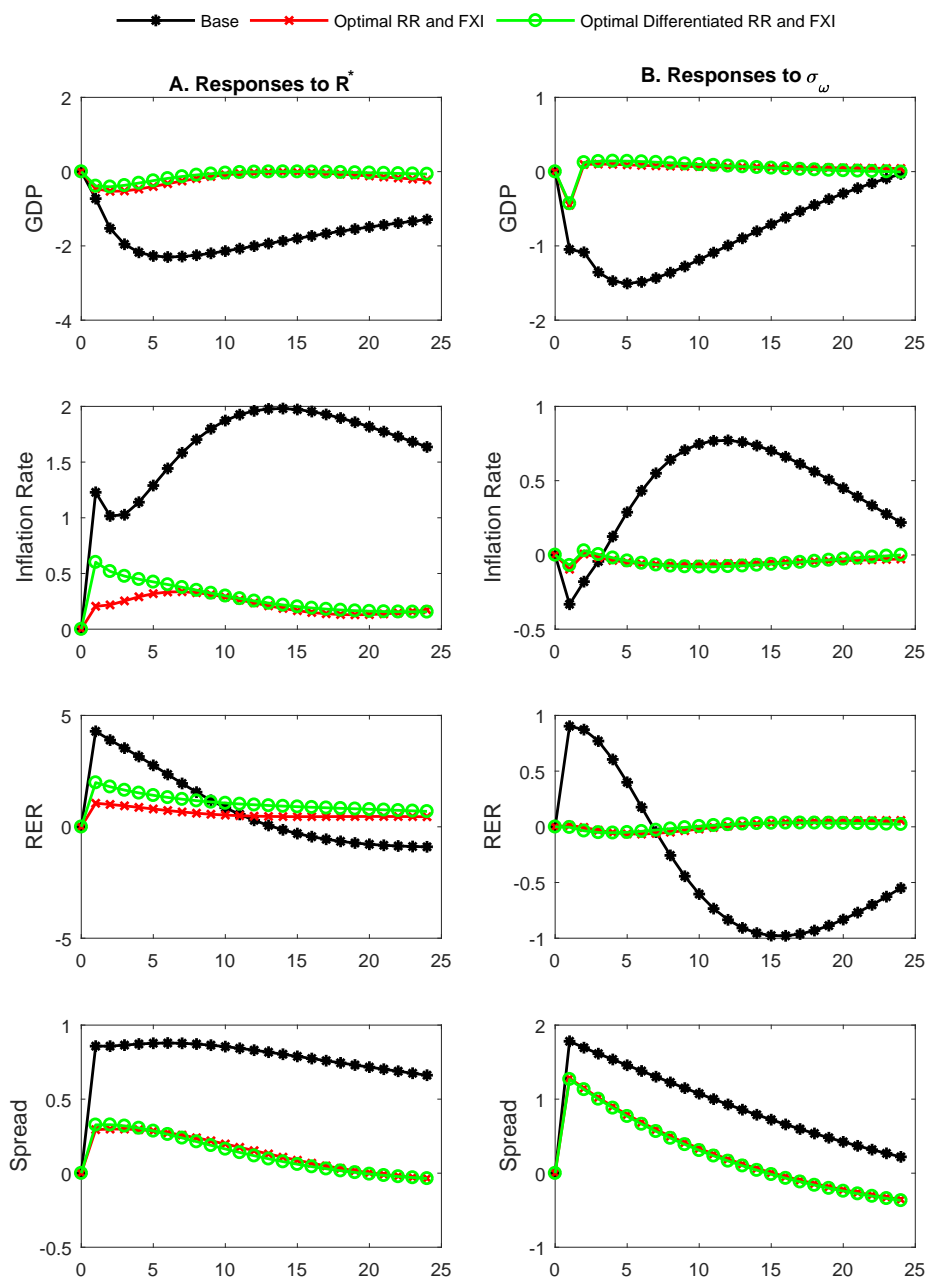 Base Optimal RR and FXI Optimal Differentiated RR and FXI
A. Responses to R*
B. Responses to σω
2
0
-2
-4
GDP
0 5 10 15 20 25
1
0
-1
-2
GDP
0 5 10 15 20 25
2
1.5
1
0.5
0
Inflation Rate
0 5 10 15 20 25
1
0.5
0
-0.5
Inflation Rate
0 5 10 15 20 25
5
0
-5
RER
0 5 10 15 20 25
1
0.5
0
-0.5
-1
RER
0 5 10 15 20 25
1
0.5
0
-0.5
Spread
0 5 10 15 20 25
2
1
0
-1
Spread
0 5 10 15 20 25